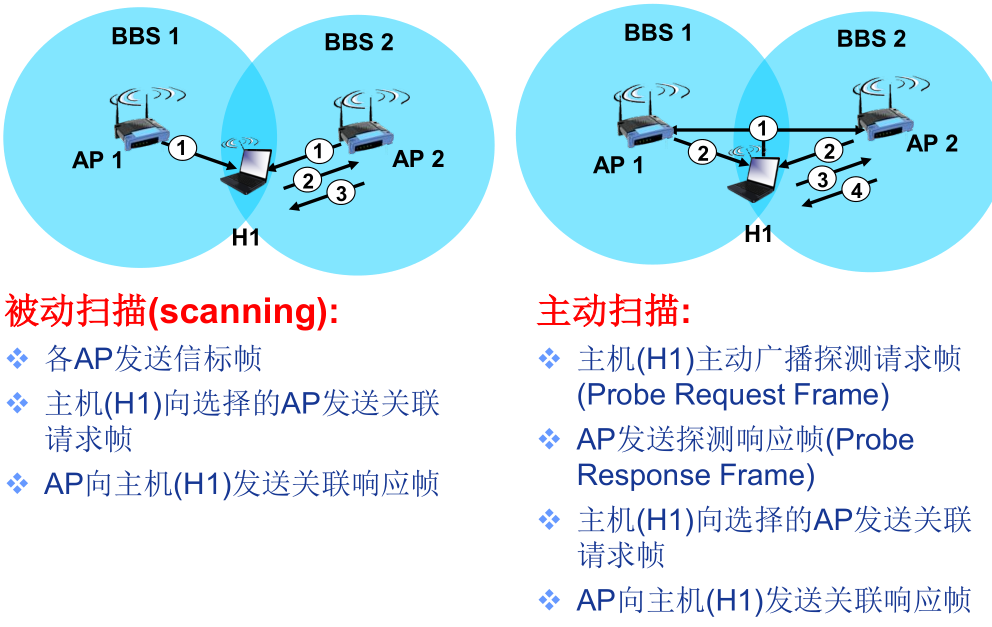 BBS 1
BBS 2
AP 1
AP 2
1
1
2
3
H1
BBS 1
BBS 2
AP 1
AP 2
1
2
2
3
4
H1
被动扫描(scanning):
各AP发送信标帧
主机(H1)向选择的AP发送关联
请求帧
AP向主机(H1)发送关联响应帧
主动扫描:
主机(H1)主动广播探测请求帧
(Probe Request Frame)
AP发送探测响应帧(Probe
Response Frame)
主机(H1)向选择的AP发送关联
请求帧
AP向主机(H1)发送关联响应帧